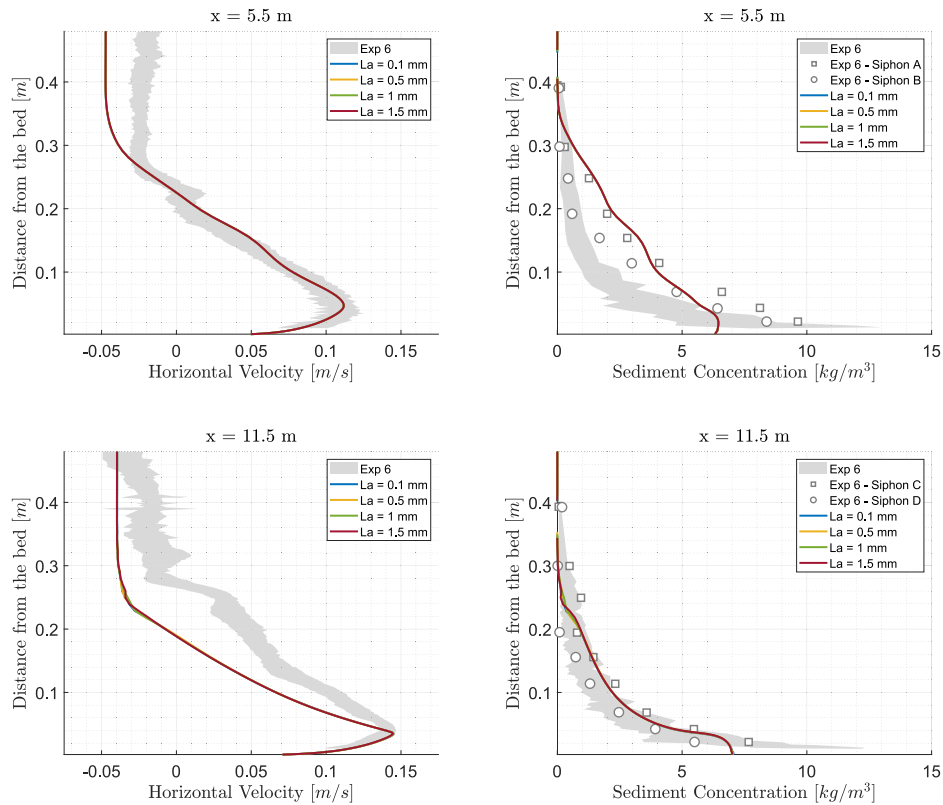 x = 5.5 m
Distance from the bed [m]
0.4
0.3
0.2
0.1
-0.05
0
0.05
0.1
0.15
Horizontal Velocity [m/s]
Exp 6
La = 0.1 mm
La = 0.5 mm
La = 1 mm
La = 1.5 mm
x = 5.5 m
Distance from the bed [m]
0.4
0.3
0.2
0.1
0
5
10
15
Sediment Concentration [kg/m³]
Exp 6
Exp 6 - Siphon A
Exp 6 - Siphon B
La = 0.1 mm
La = 0.5 mm
La = 1 mm
La = 1.5 mm
x = 11.5 m
Distance from the bed [m]
0.4
0.3
0.2
0.1
-0.05
0
0.05
0.1
0.15
Horizontal Velocity [m/s]
Exp 6
La = 0.1 mm
La = 0.5 mm
La = 1 mm
La = 1.5 mm
x = 11.5 m
Distance from the bed [m]
0.4
0.3
0.2
0.1
0
5
10
15
Sediment Concentration [kg/m³]
Exp 6
Exp 6 - Siphon C
Exp 6 - Siphon D
La = 0.1 mm
La = 0.5 mm
La = 1 mm
La = 1.5 mm